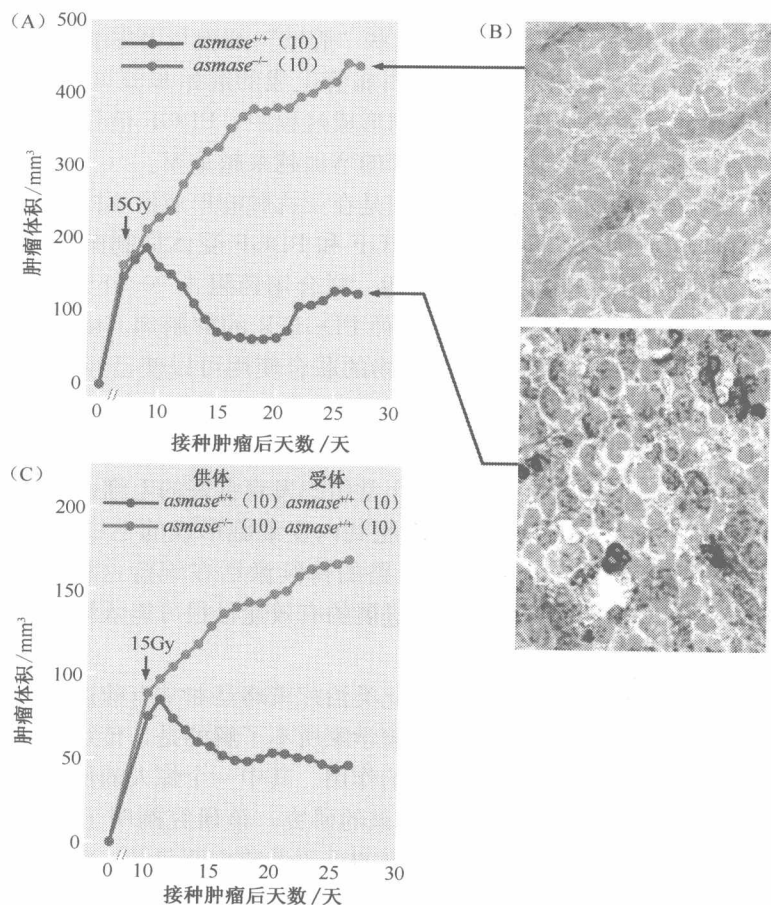 (A)
500
400
300
200
100
0
肿瘤体积/mm³
asmase⁺/⁺ (10)
asmase⁻/⁻ (10)
15Gy
0 10 15 20 25 30
接种肿瘤后天数/天
(B)
(C)
供体 受体
asmase⁺/⁺ (10) asmase⁺/⁺ (10)
asmase⁻/⁻ (10) asmase⁺/⁺ (10)
200
150
100
50
0
肿瘤体积/mm³
15Gy
0 10 15 20 25 30
接种肿瘤后天数/天